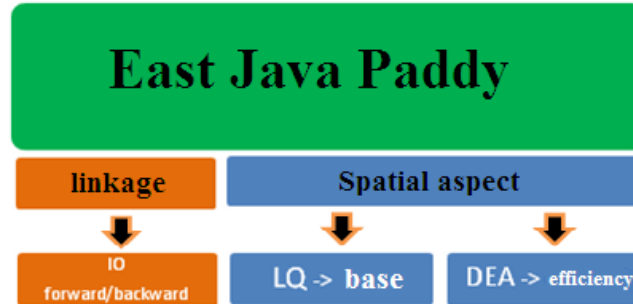 East Java Paddy
linkage
Spatial aspect
IO
forward/backward
LQ -> base
DEA -> efficiency